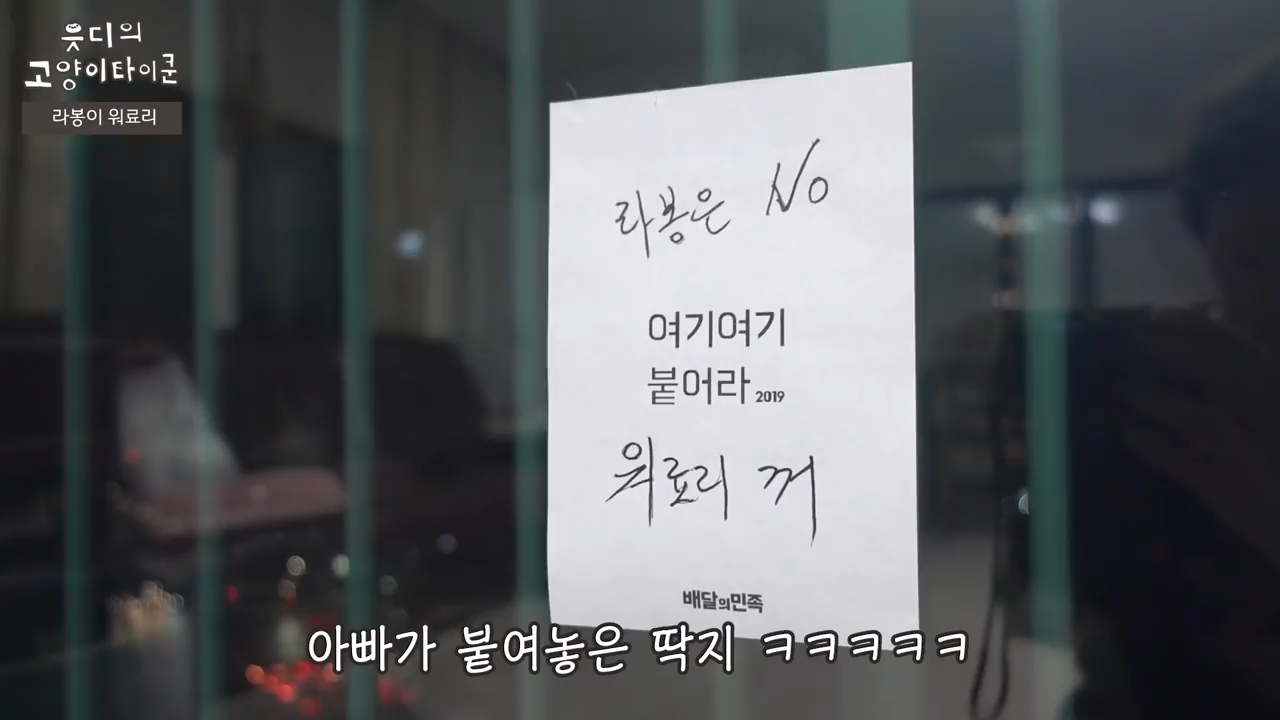 읏디의
고양이타이쿤
라봉이 워료리
라봉은 No
여기여기
붙어라 2019
워료리 꺼
배달의민족
아빠가 붙여놓은 딱지 ㅋㅋㅋㅋㅋ